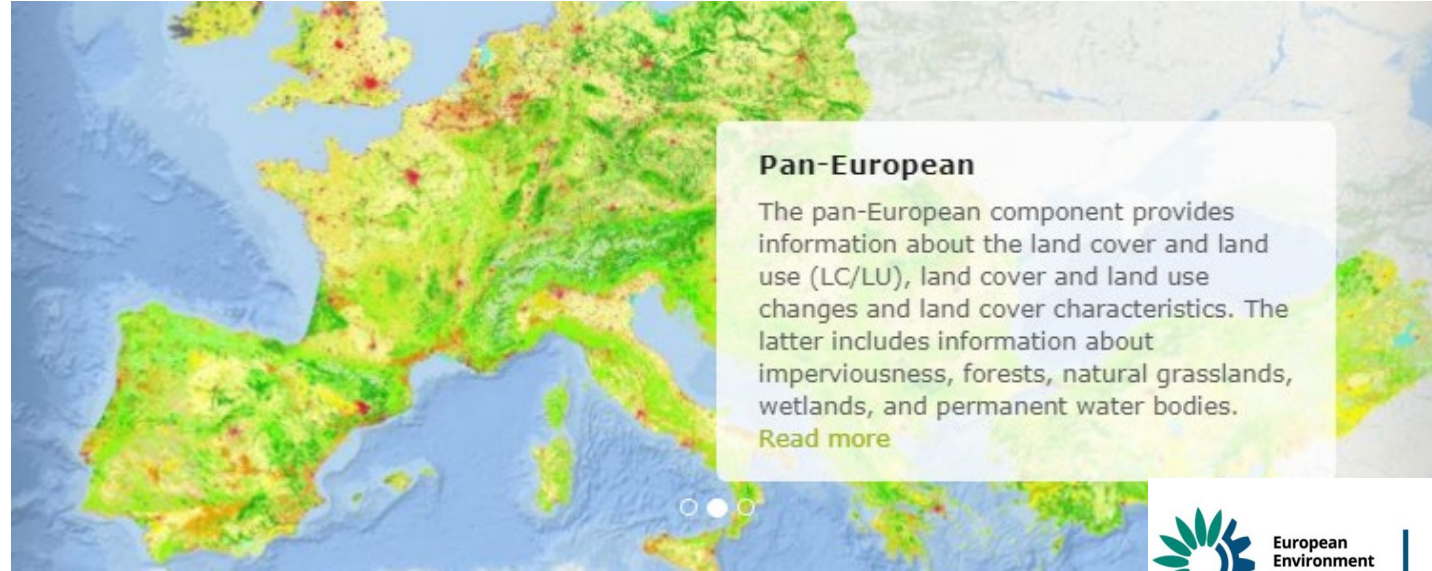 Pan-European
The pan-European component provides
information about the land cover and land
use (LC/LU), land cover and land use
changes and land cover characteristics. The
latter includes information about
imperviousness, forests, natural grasslands,
wetlands, and permanent water bodies.
Read more
European
Environment